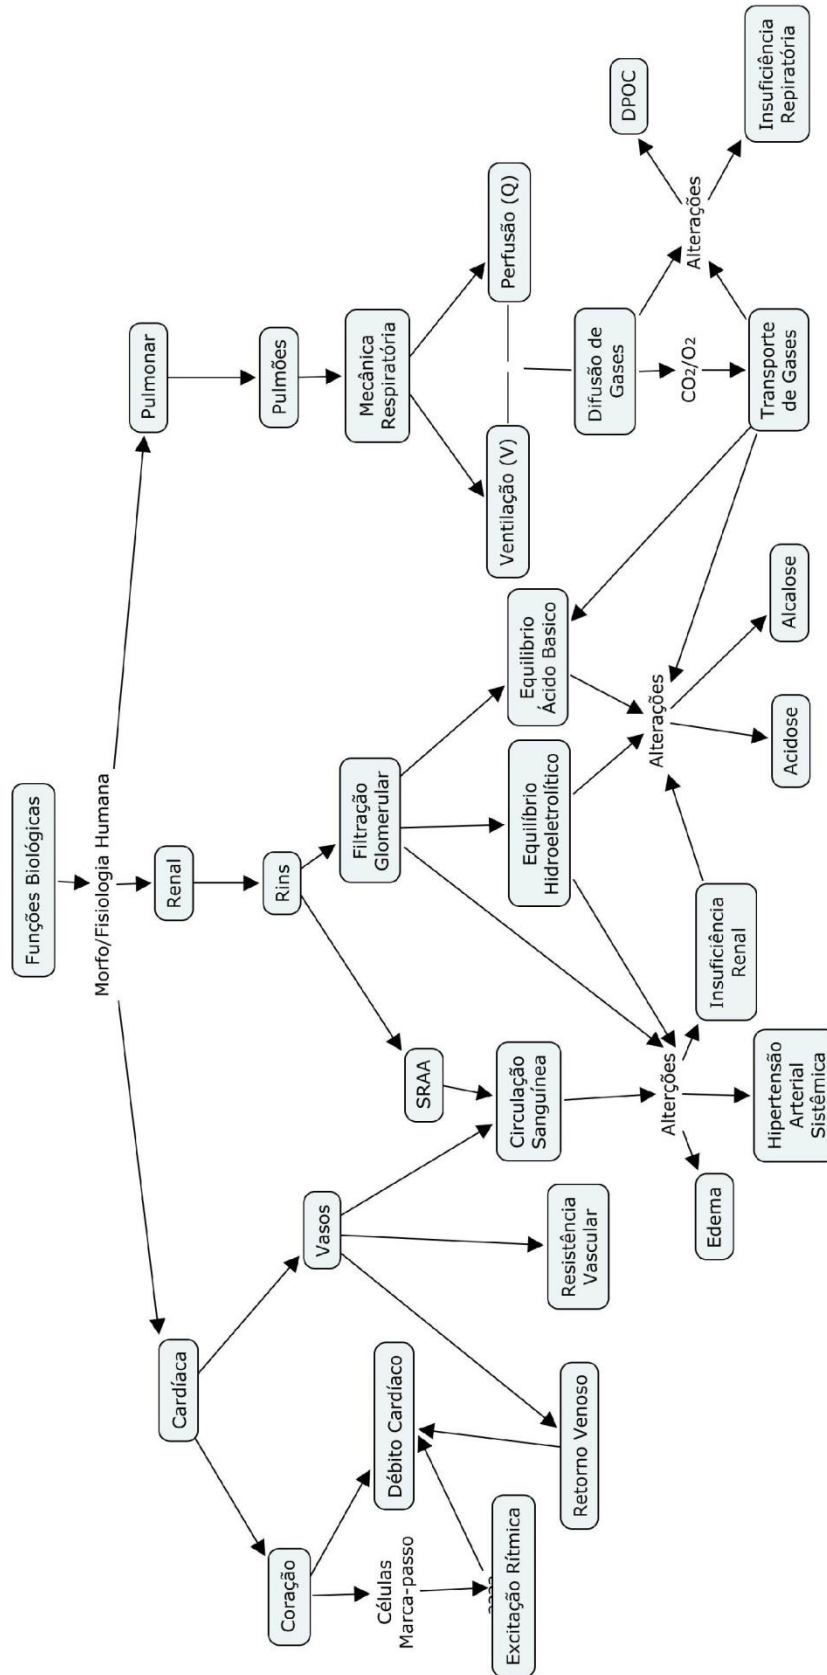 Funções Biológicas
Morfo/Fisiologia Humana
Cardíaca
Renal
Pulmonar
Coração
Vasos
Rins
Pulmões
Células
Marca-passo
Débito Cardíaco
SRAA
Filtração
Glomerular
Mecânica
Respiratória
Excitação Rítmica
Retorno Venoso
Resistência
Vascular
Circulação
Sanguínea
Equilíbrio
Hidroeletrolítico
Equilibrio
Ácido Basico
Ventilação (V)
Perfusão (Q)
Difusão de
Gases
CO2/O2
Transporte
de Gases
Alterções
Alterações
Alterações
Edema
Hipertensão
Arterial
Sistêmica
Insuficiência
Renal
Acidose
Alcalose
DPOC
Insuficiência
Repiratória